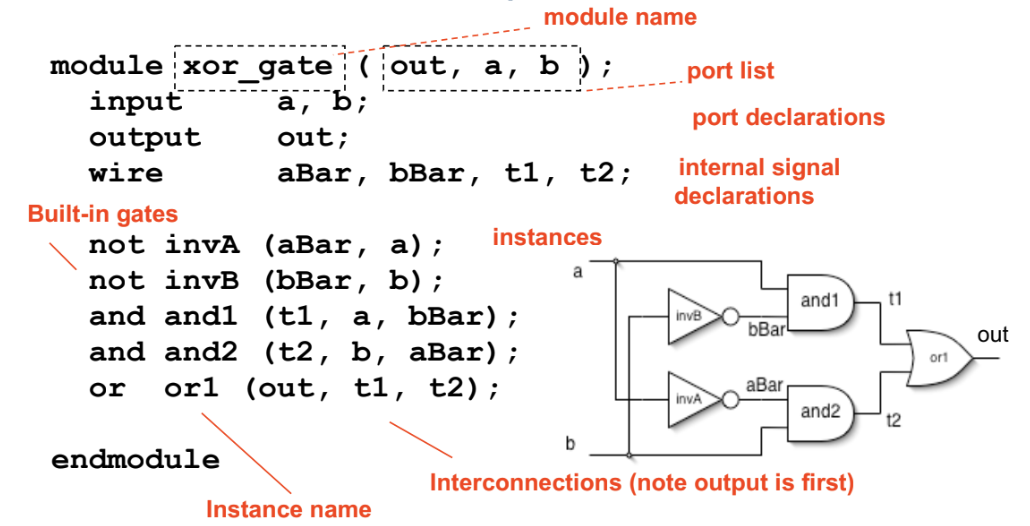 module name
module xor_gate ( out, a, b );
port list
input a, b;
port declarations
output out;
wire aBar, bBar, t1, t2;
internal signal
declarations
Built-in gates
not invA (aBar, a);
instances
not invB (bBar, b);
and and1 (t1, a, bBar);
and and2 (t2, b, aBar);
or or1 (out, t1, t2);
endmodule
Instance name
Interconnections (note output is first)
a
invB
bBar
and1
t1
or1
out
invA
aBar
and2
t2
b